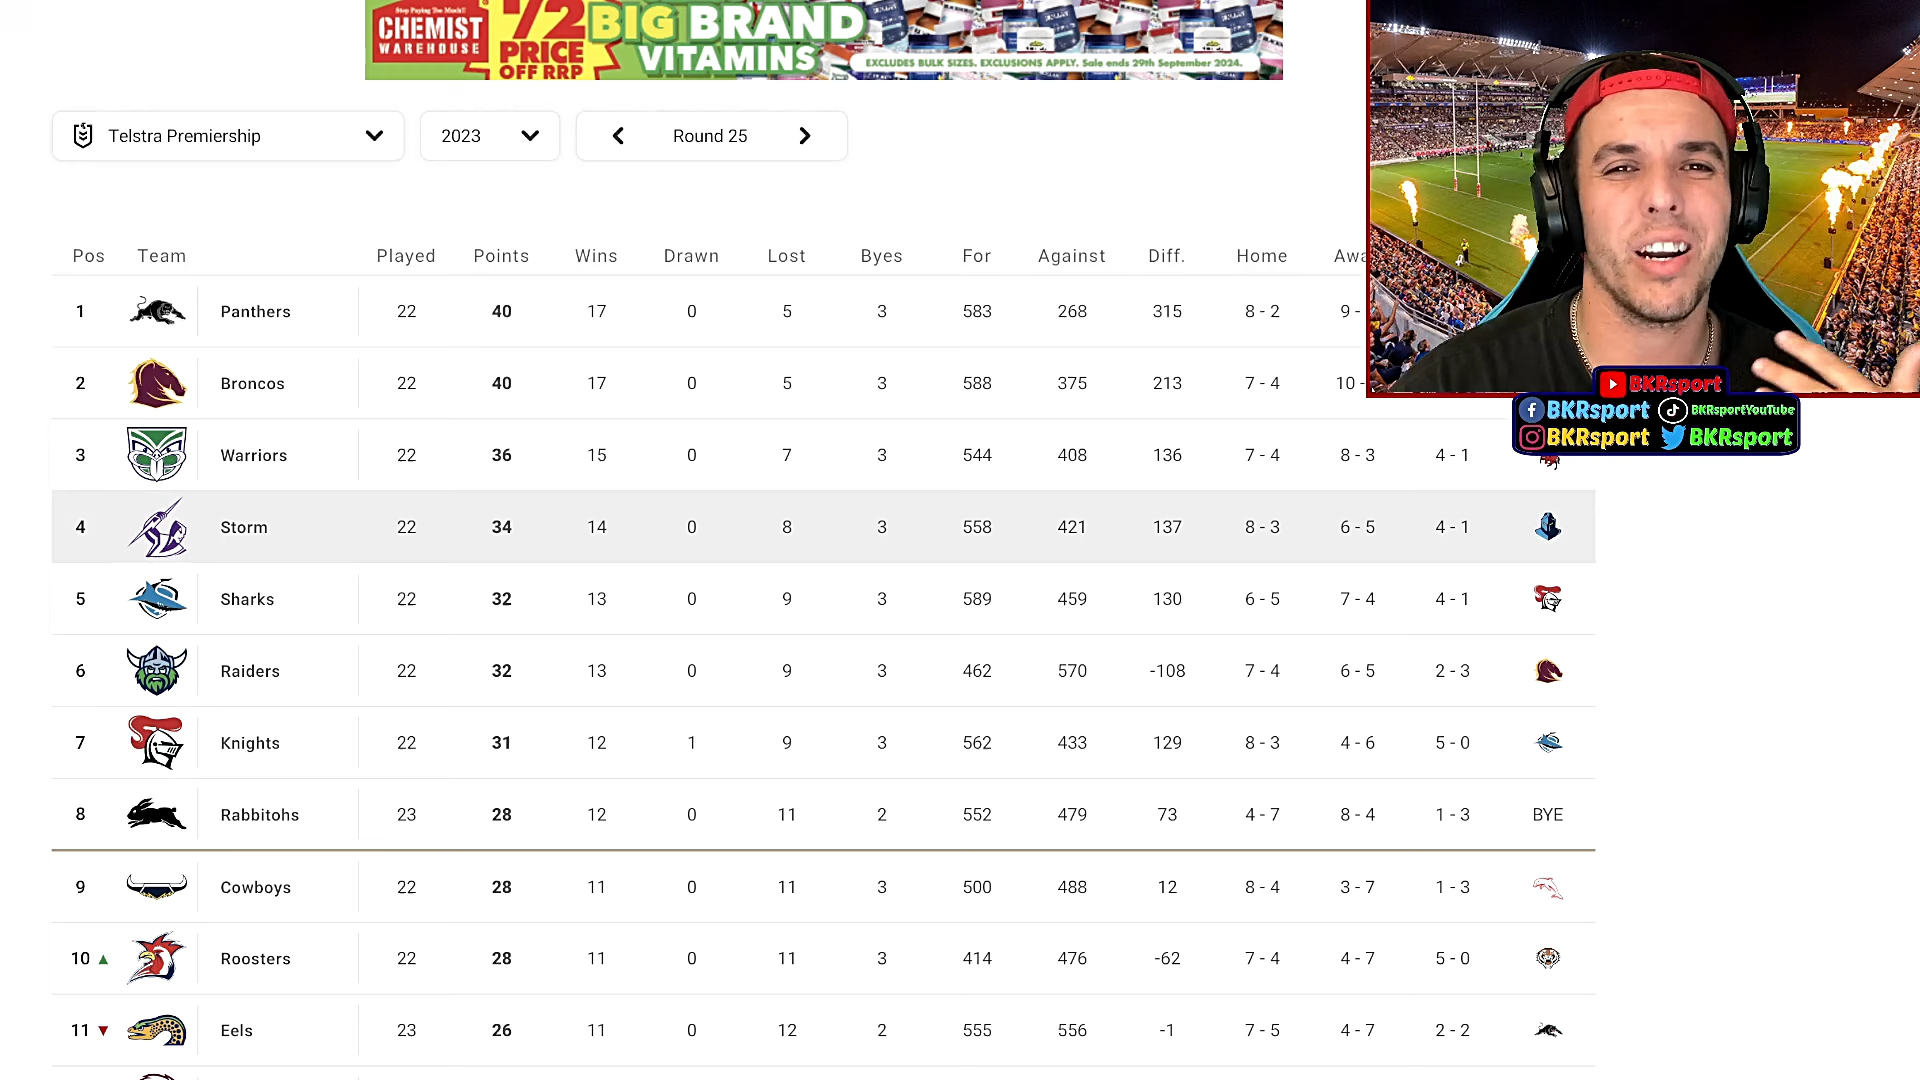 Stop Paying Too Much!!
CHEMIST
WAREHOUSE
1/2
PRICE
OFF RRP
BIG BRAND
VITAMINS
EXCLUDES BULK SIZES. EXCLUSIONS APPLY. Sale ends 29th September 2024.
Telstra Premiership 2023 Round 25
Pos Team Played Points Wins Drawn Lost Byes For Against Diff. Home
1 Panthers 22 40 17 0 5 3 583 268 315 8 - 2 9 -
2 Broncos 22 40 17 0 5 3 588 375 213 7 - 4 10 -
BKRsport
BKRsport BKRsportYouTube
BKRsport BKRsport
3 Warriors 22 36 15 0 7 3 544 408 136 7 - 4 8 - 3 4 - 1
4 Storm 22 34 14 0 8 3 558 421 137 8 - 3 6 - 5 4 - 1
5 Sharks 22 32 13 0 9 3 589 459 130 6 - 5 7 - 4 4 - 1
6 Raiders 22 32 13 0 9 3 462 570 -108 7 - 4 6 - 5 2 - 3
7 Knights 22 31 12 1 9 3 562 433 129 8 - 3 4 - 6 5 - 0
8 Rabbitohs 23 28 12 0 11 2 552 479 73 4 - 7 8 - 4 1 - 3 BYE
9 Cowboys 22 28 11 0 11 3 500 488 12 8 - 4 3 - 7 1 - 3
10 Roosters 22 28 11 0 11 3 414 476 -62 7 - 4 4 - 7 5 - 0
11 Eels 23 26 11 0 12 2 555 556 -1 7 - 5 4 - 7 2 - 2